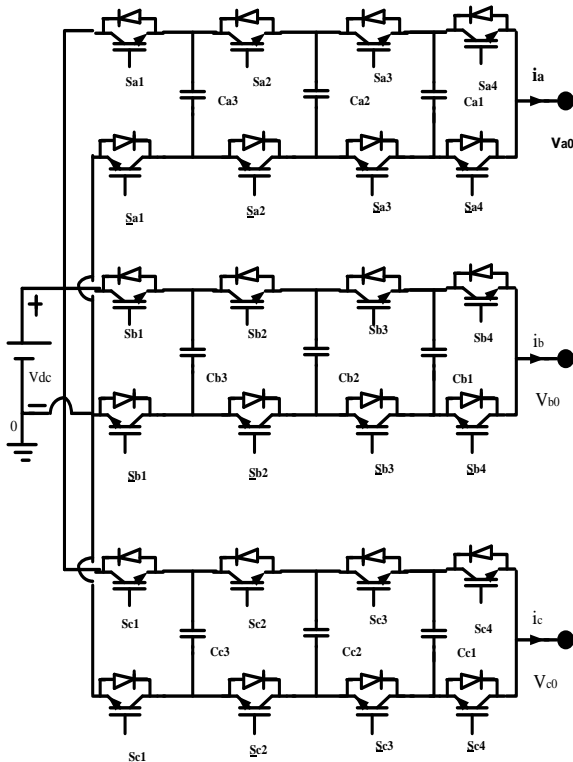 Sa1
Sa2
Sa3
Sa4
ia
Ca3
Ca2
Ca1
Va0
Sa1
Sa2
Sa3
Sa4
+
Sb1
Sb2
Sb3
Sb4
ib
Vdc
Cb3
Cb2
Cb1
Vb0
0
Sb1
Sb2
Sb3
Sb4
Sc1
Sc2
Sc3
Sc4
ic
Cc3
Cc2
Cc1
Vc0
Sc1
Sc2
Sc3
Sc4